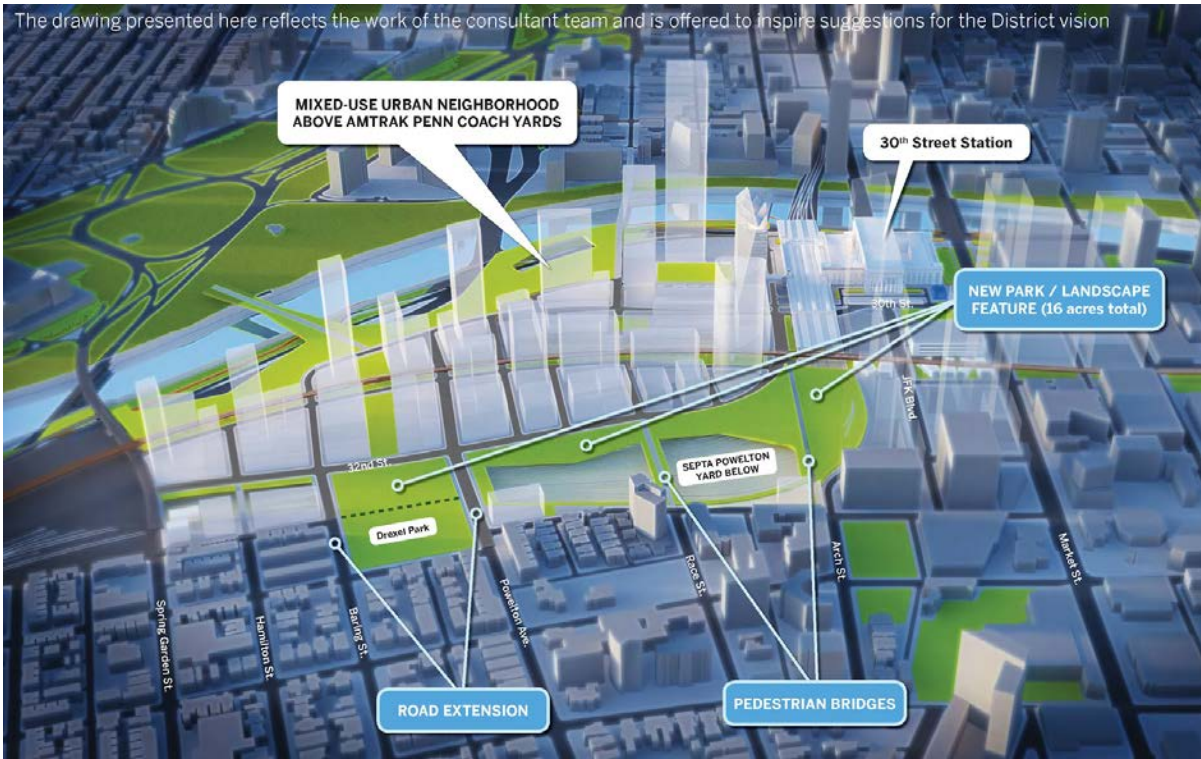 The drawing presented here reflects the work of the consultant team and is offered to inspire suggestions for the District vision
MIXED-USE URBAN NEIGHBORHOOD
ABOVE AMTRAK PENN COACH YARDS
30th Street Station
NEW PARK / LANDSCAPE
FEATURE (16 acres total)
30th St.
JFK Blvd.
32nd St.
SEPTA POWELTON
YARD BELOW
Drexel Park
Spring Garden St.
Hamilton St.
Baring St.
Powelton Ave.
Race St.
Arch St.
Market St.
ROAD EXTENSION
PEDESTRIAN BRIDGES